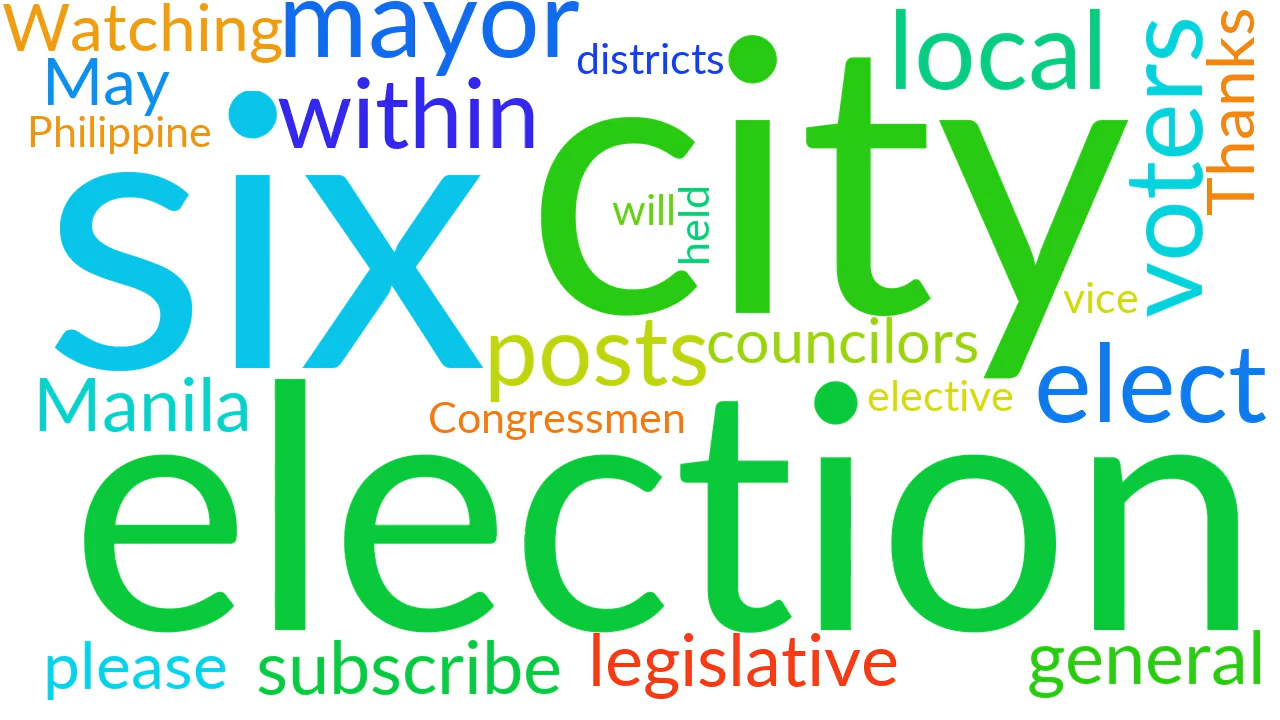 Watching
mayor
districts
local
voters
Thanks
May
Philippine
within
six
city
will
held
vice
posts
councilors
Manila
Congressmen
elective
elect
election
please
subscribe
legislative
general